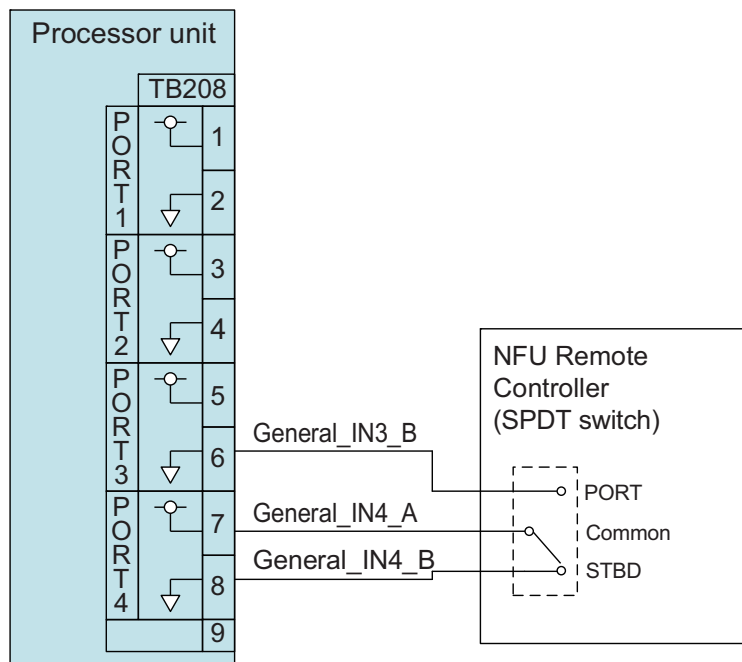 Processor unit
TB208
PORT1
1
2
PORT2
3
4
PORT3
5
6
PORT4
7
8
9
General_IN3_B
General_IN4_A
General_IN4_B
NFU Remote
Controller
(SPDT switch)
PORT
Common
STBD